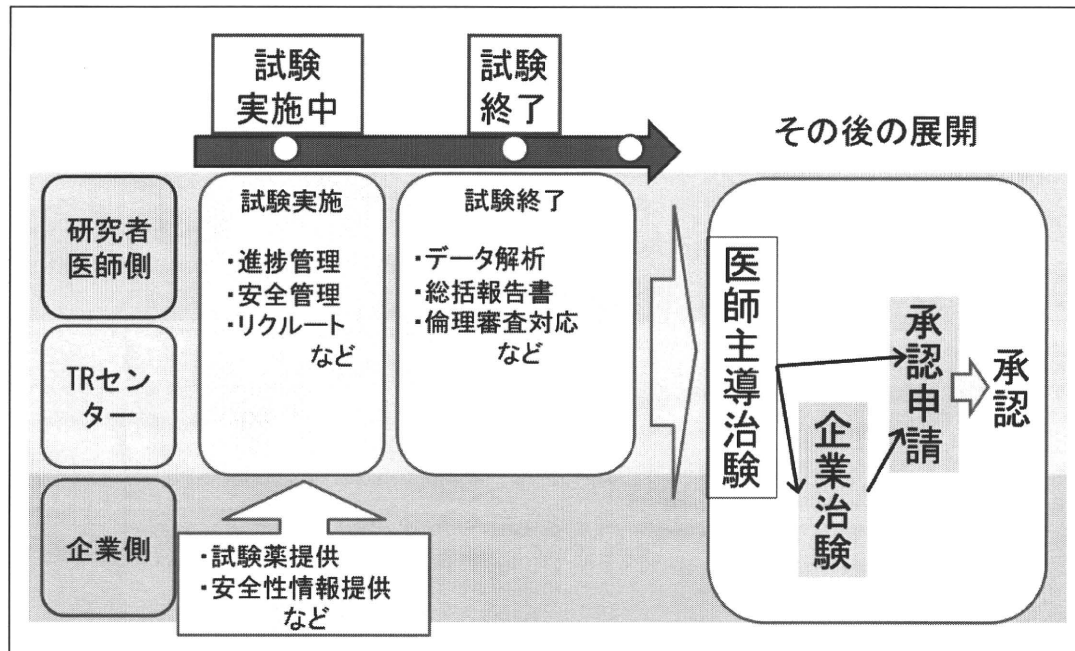 試験
実施中
試験
終了
その後の展開
研究者
医師側
TRセン
ター
企業側
試験実施
・進捗管理
・安全管理
・リクルート
など
試験終了
・データ解析
・総括報告書
・倫理審査対応
など
・試験薬提供
・安全性情報提供
など
医師主導治験
企業治験
承認申請
承認